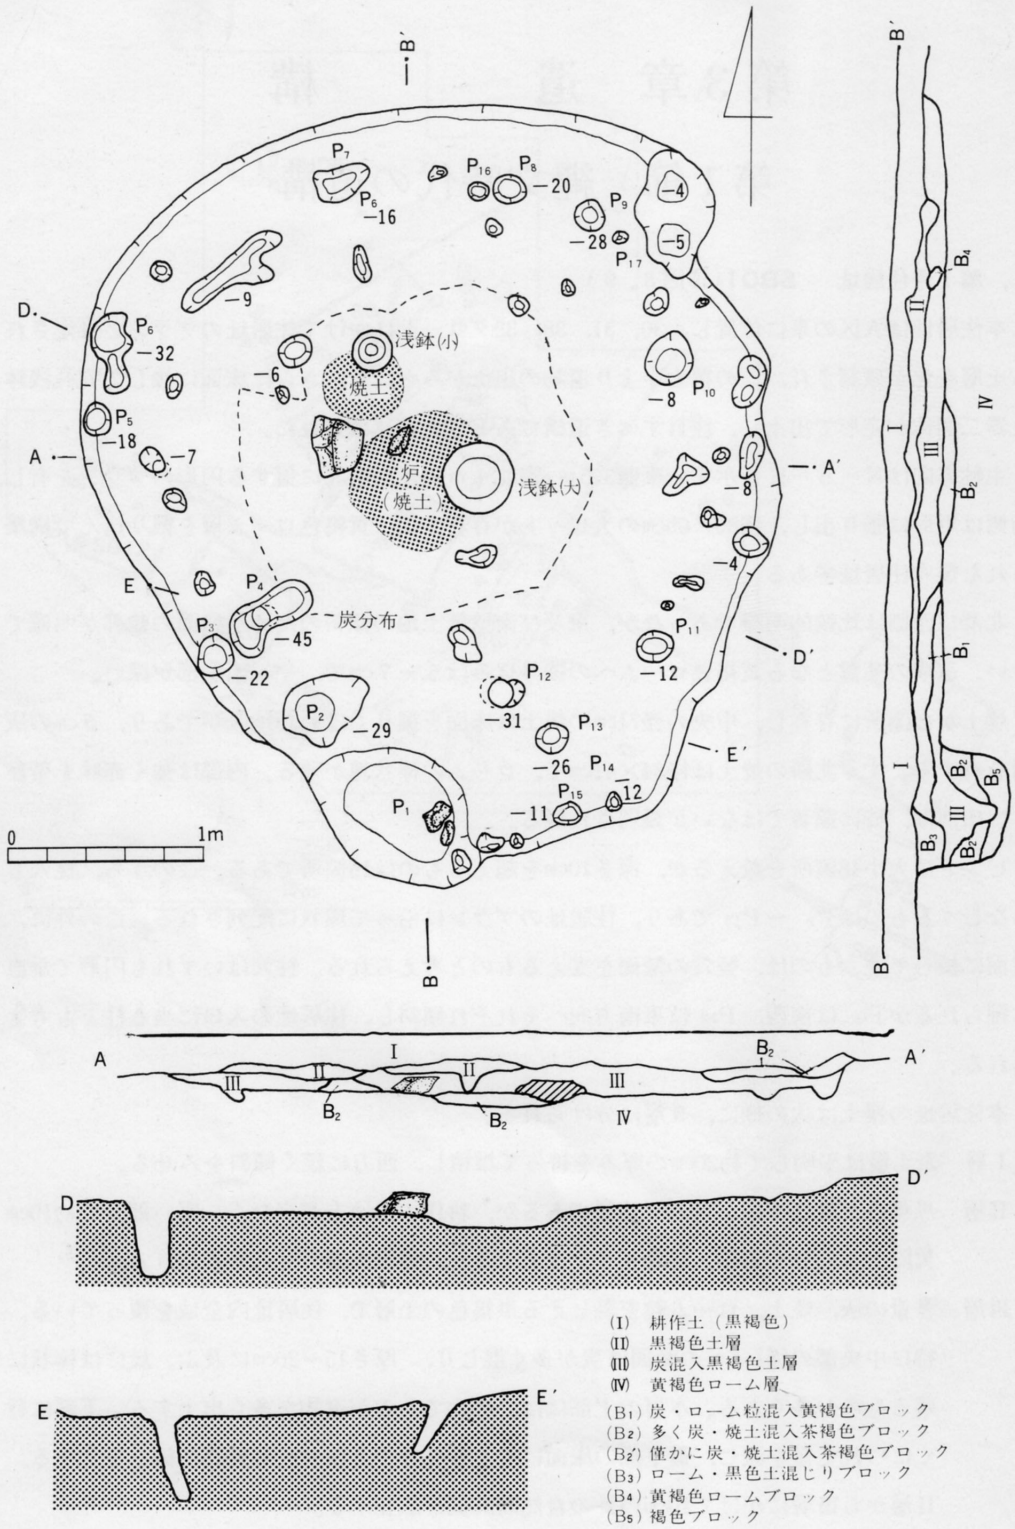 B′
P₇
P₆
−16
P₁₆
P₈
−20
P₉
−28
P₁₇
−4
−5
−9
D
P₆
−32
浅鉢(小)
焼土
−6
P₁₀
−8
P₅
−18
−7
A
A′
炉
(焼土)
浅鉢(大)
−8
−4
E
P₄
−45
炭分布
P₃
−22
P₁₁
−12
D′
P₂
−29
P₁₂
−31
P₁₃
−26
E′
P₁₄
−12
P₁₅
−11
P₁
0
1m
B
B′
B₄
II
I
III
IV
B₂
B₁
I
B₂
B₅
III
B₃
B₂′
B
A
I
B₂
A′
III
II
II
III
B₂
B₂
IV
D
D′
E
E′
(I) 耕作土(黒褐色)
(II) 黒褐色土層
(III) 炭混入黒褐色土層
(IV) 黄褐色ローム層
(B₁) 炭・ローム粒混入黄褐色ブロック
(B₂) 多く炭・焼土混入茶褐色ブロック
(B₂′) 僅かに炭・焼土混入茶褐色ブロック
(B₃) ローム・黒色土混じりブロック
(B₄) 黄褐色ロームブロック
(B₅) 褐色ブロック